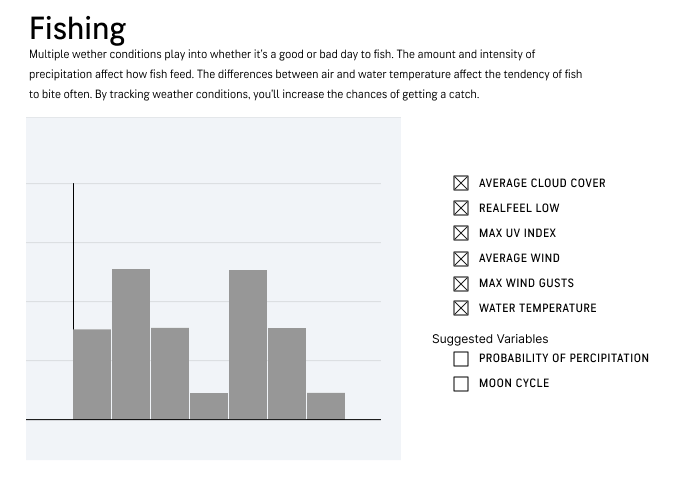 Fishing
Multiple wether conditions play into whether it's a good or bad day to fish. The amount and intensity of
precipitation affect how fish feed. The differences between air and water temperature affect the tendency of fish
to bite often. By tracking weather conditions, you'll increase the chances of getting a catch.
AVERAGE CLOUD COVER
REALFEEL LOW
MAX UV INDEX
AVERAGE WIND
MAX WIND GUSTS
WATER TEMPERATURE
Suggested Variables
PROBABILITY OF PERCIPITATION
MOON CYCLE